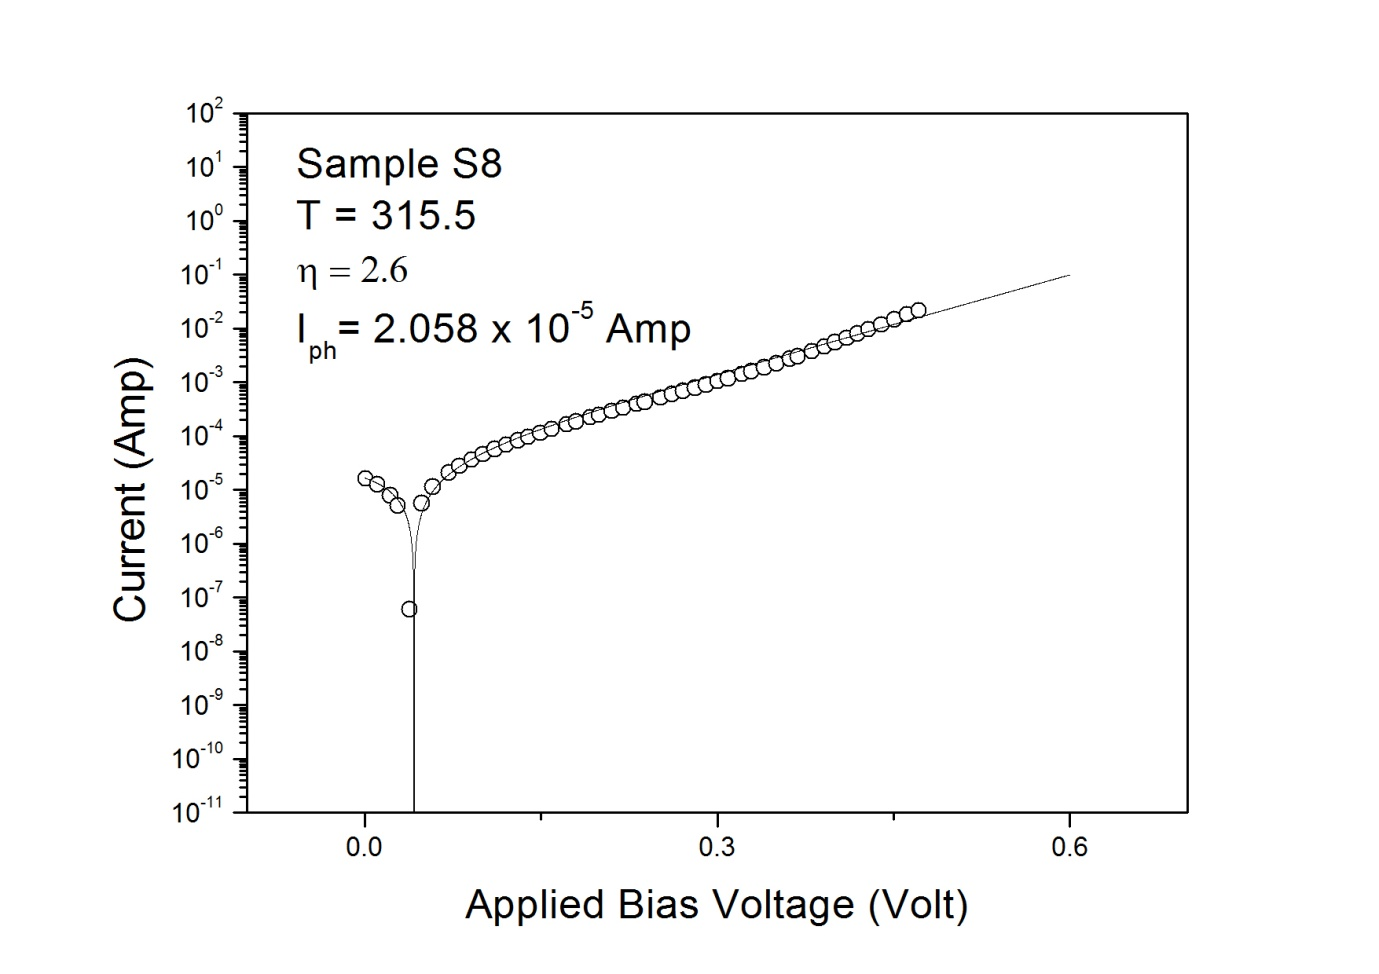 Sample S8
T = 315.5
η = 2.6
I_ph = 2.058 x 10^-5 Amp
10^2
10^1
10^0
10^-1
10^-2
10^-3
10^-4
10^-5
10^-6
10^-7
10^-8
10^-9
10^-10
10^-11
Current (Amp)
0.0 0.3 0.6
Applied Bias Voltage (Volt)